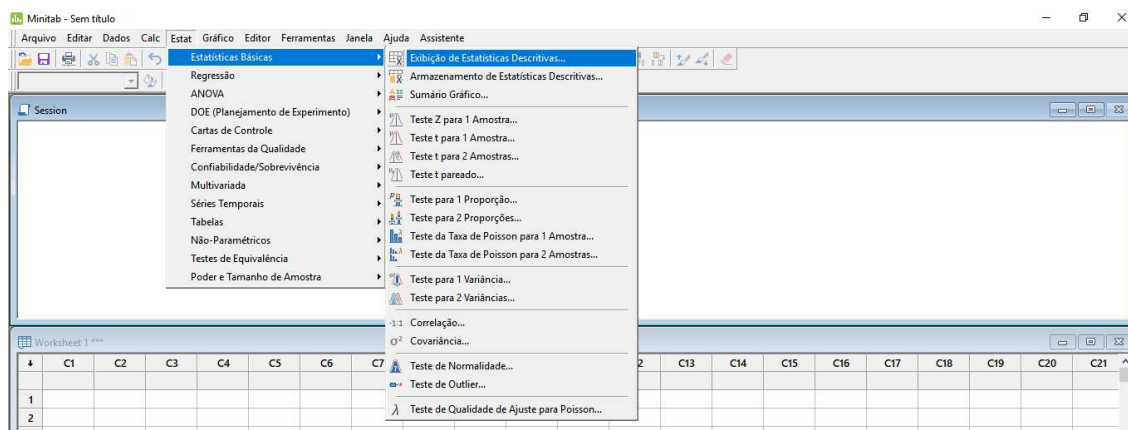 Minitab - Sem título
Arquivo Editar Dados Calc Estat Gráfico Editor Ferramentas Janela Ajuda Assistente
Estatísticas Básicas
Regressão
ANOVA
DOE (Planejamento de Experimento)
Cartas de Controle
Ferramentas da Qualidade
Confiabilidade/Sobrevivência
Multivariada
Séries Temporais
Tabelas
Não-Paramétricos
Testes de Equivalência
Poder e Tamanho de Amostra
Exibição de Estatísticas Descritivas...
Armazenamento de Estatísticas Descritivas...
Sumário Gráfico...
Teste Z para 1 Amostra...
Teste t para 1 Amostra...
Teste t para 2 Amostras...
Teste t pareado...
Teste para 1 Proporção...
Teste para 2 Proporções...
Teste da Taxa de Poisson para 1 Amostra...
Teste da Taxa de Poisson para 2 Amostras...
Teste para 1 Variância...
Teste para 2 Variâncias...
-1:1 Correlação...
σ² Covariância...
Teste de Normalidade...
Teste de Outlier...
λ Teste de Qualidade de Ajuste para Poisson...
Session
Worksheet 1 ***
C1 C2 C3 C4 C5 C6 C7 2 C13 C14 C15 C16 C17 C18 C19 C20 C21
1
2